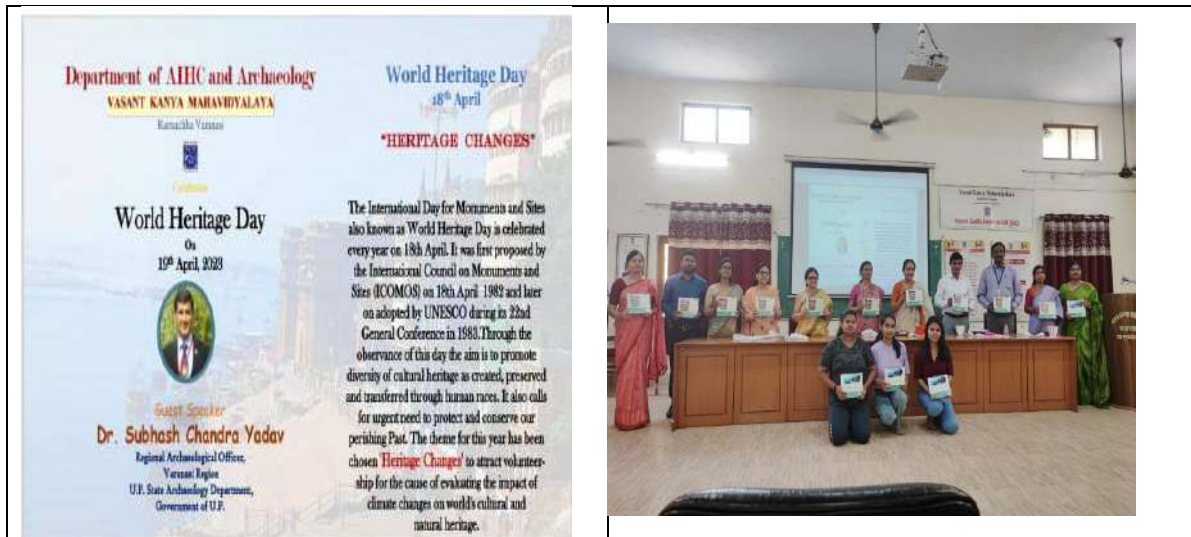 Department of AIHC and Archaeology
VASANT KANYA MAHAVIDYALAYA
Kamachha Varanasi
Celebrates
World Heritage Day
On
19th April, 2023
Guest Speaker
Dr. Subhash Chandra Yadav
Regional Archaeological Officer,
Varanasi Region
U.P. State Archaeology Department,
Government of U.P.
World Heritage Day
18th April
"HERITAGE CHANGES"
The International Day for Monuments and Sites
also known as World Heritage Day is celebrated
every year on 18th April. It was first proposed by
the International Council on Monuments and
Sites (ICOMOS) on 18th April 1982 and later
on adopted by UNESCO during its 22nd
General Conference in 1983.Through the
observance of this day the aim is to promote
diversity of cultural heritage as created, preserved
and transferred through human races. It also calls
for urgent need to protect and conserve our
perishing Past. The theme for this year has been
chosen 'Heritage Changes' to attract volunteer-
ship for the cause of evaluating the impact of
climate changes on world's cultural and
natural heritage.
Vasant Kanya Mahavidyalaya